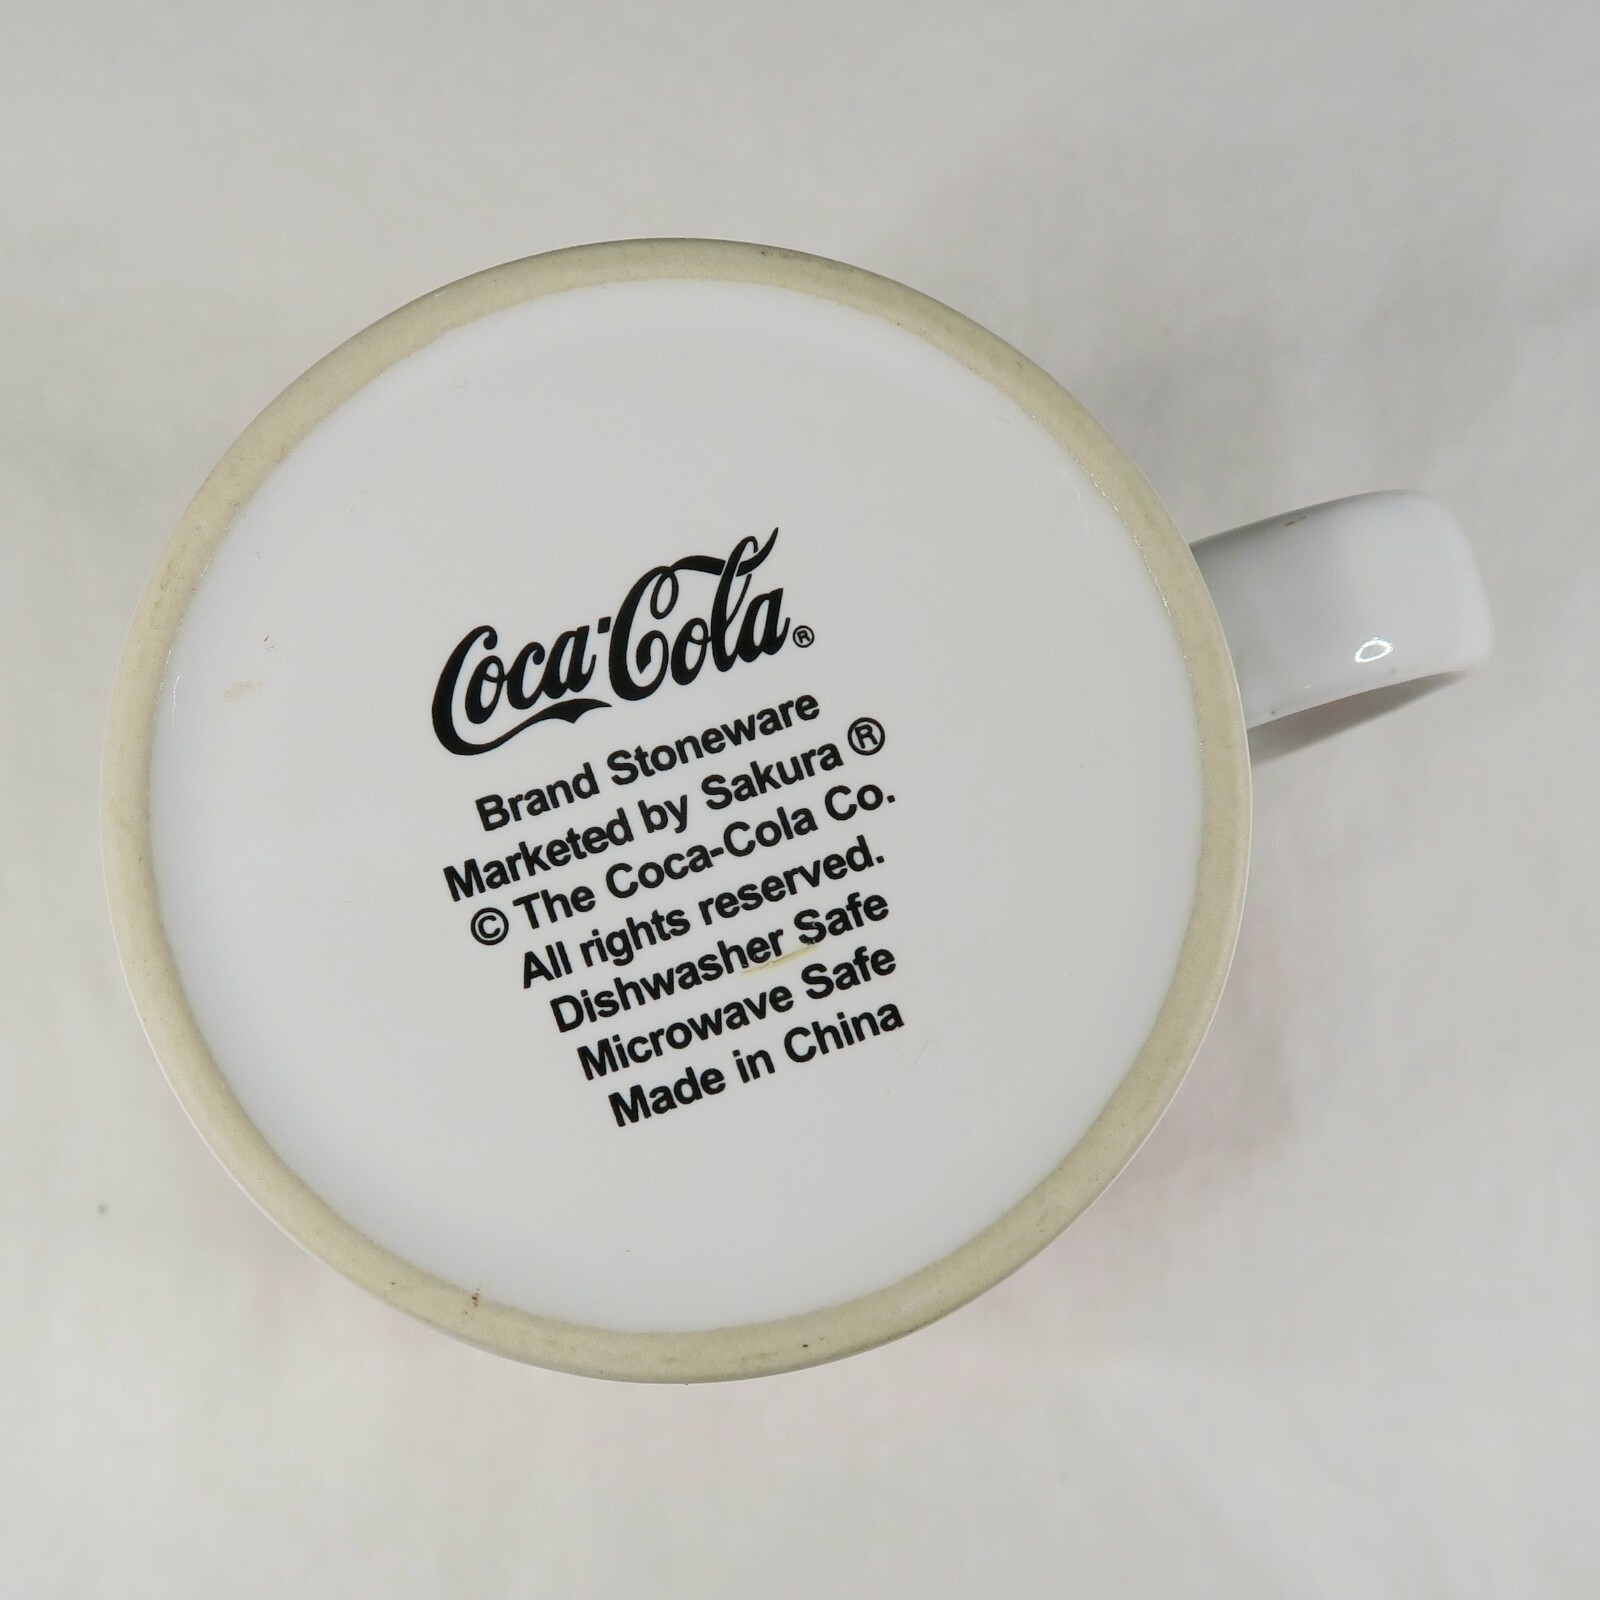 Coca-Cola®
Brand Stoneware
Marketed by Sakura ®
© The Coca-Cola Co.
All rights reserved.
Dishwasher Safe
Microwave Safe
Made in China